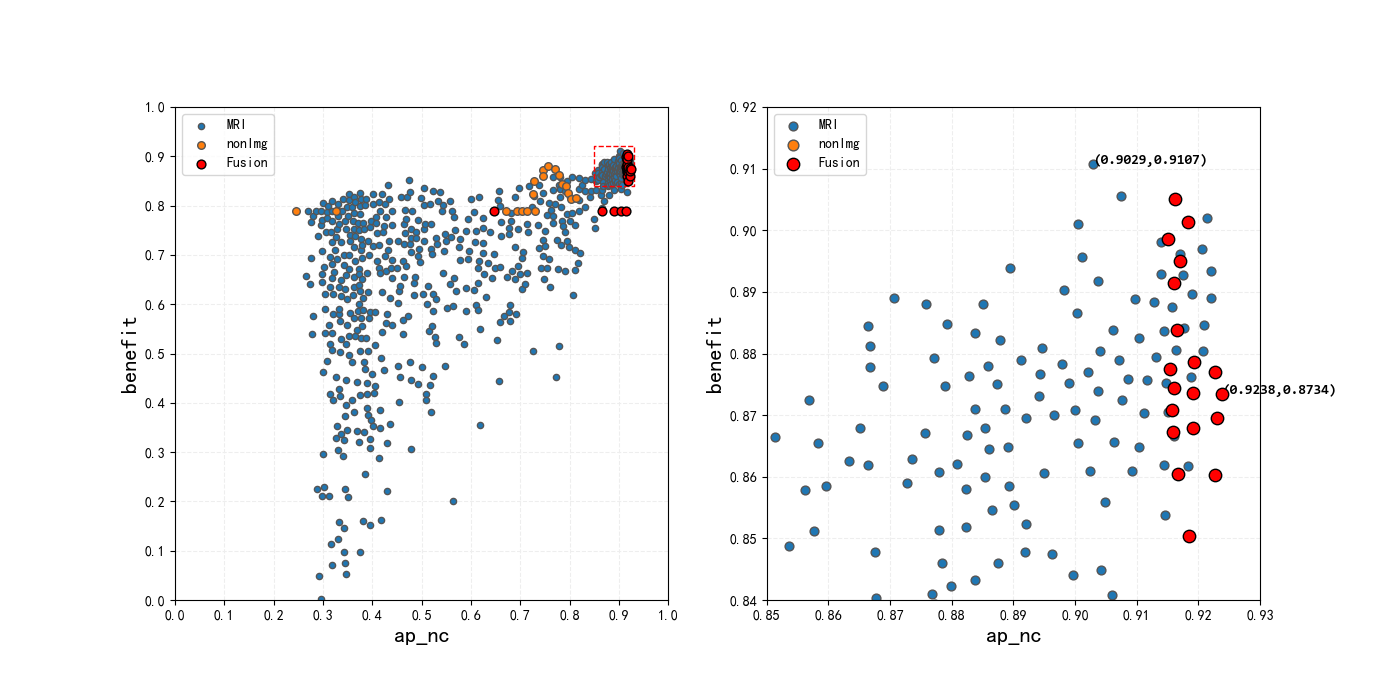 MRI
nonImg
Fusion
1.0
0.9
0.8
0.7
0.6
0.5
0.4
0.3
0.2
0.1
0.0
benefit
0.0 0.1 0.2 0.3 0.4 0.5 0.6 0.7 0.8 0.9 1.0
ap_nc
MRI
nonImg
Fusion
(0.9029,0.9107)
(0.9238,0.8734)
0.92
0.91
0.90
0.89
0.88
0.87
0.86
0.85
0.84
benefit
0.85 0.86 0.87 0.88 0.89 0.90 0.91 0.92 0.93
ap_nc